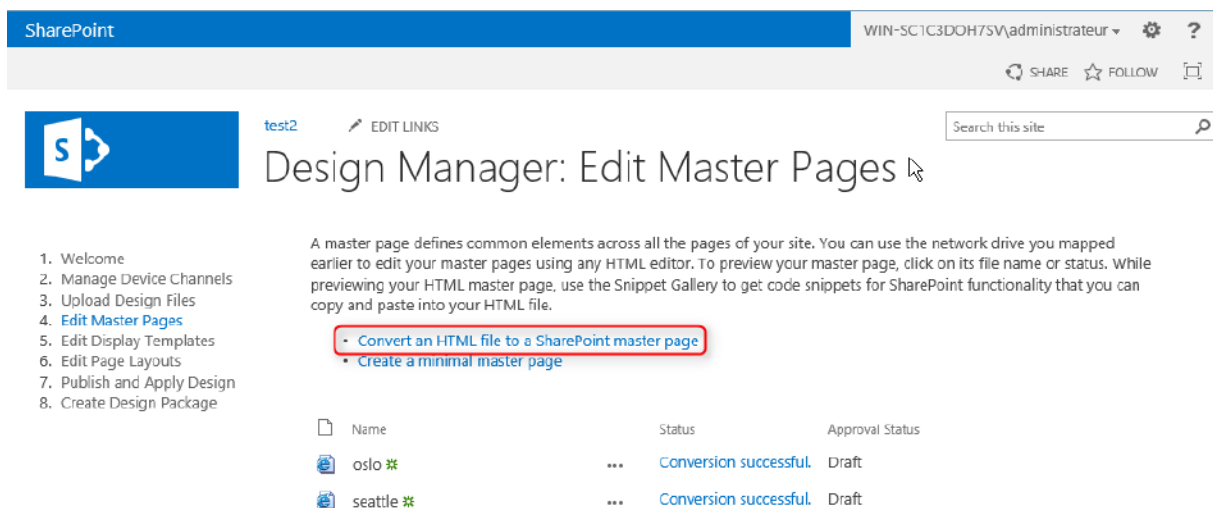 SharePoint
WIN-SC1C3DOH7SV\administrateur
?
SHARE FOLLOW
S
test2 EDIT LINKS
Search this site
Design Manager: Edit Master Pages
A master page defines common elements across all the pages of your site. You can use the network drive you mapped
earlier to edit your master pages using any HTML editor. To preview your master page, click on its file name or status. While
previewing your HTML master page, use the Snippet Gallery to get code snippets for SharePoint functionality that you can
copy and paste into your HTML file.
1. Welcome
2. Manage Device Channels
3. Upload Design Files
4. Edit Master Pages
5. Edit Display Templates
6. Edit Page Layouts
7. Publish and Apply Design
8. Create Design Package
• Convert an HTML file to a SharePoint master page
• Create a minimal master page
Name Status Approval Status
oslo ... Conversion successful. Draft
seattle ... Conversion successful. Draft